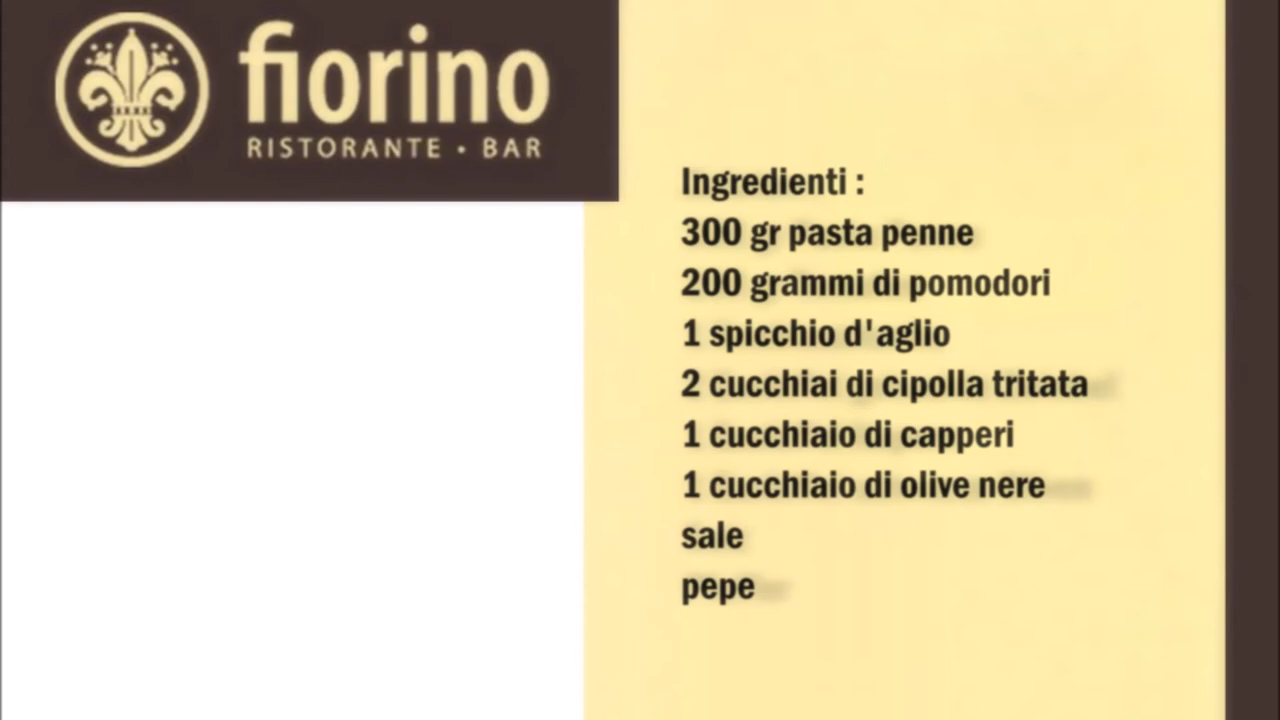 fiorino
RISTORANTE • BAR
Ingredienti :
300 gr pasta penne
200 grammi di pomodori
1 spicchio d'aglio
2 cucchiai di cipolla tritata
1 cucchiaio di capperi
1 cucchiaio di olive nere
sale
pepe